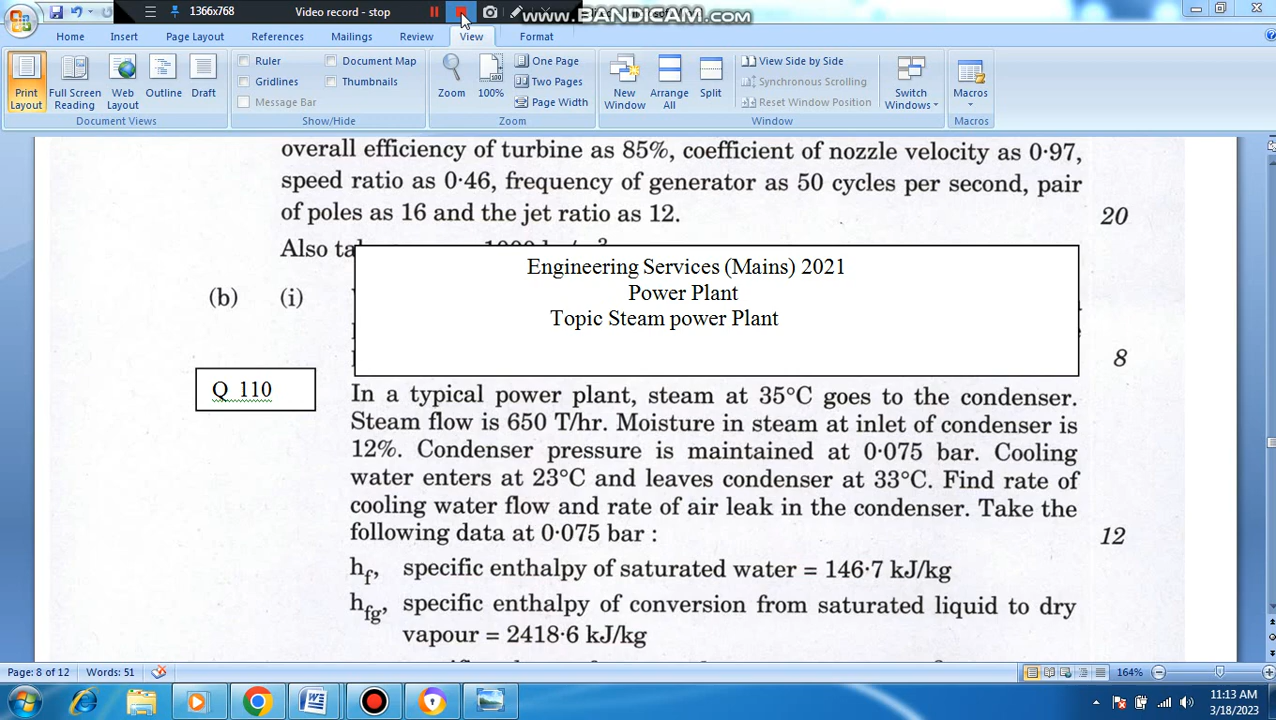 1366x768
Video record - stop
www.BANDICAM.com
Home Insert Page Layout References Mailings Review View Format
Print Layout
Full Screen Reading
Web Layout
Outline
Draft
Document Views
Ruler
Gridlines
Message Bar
Document Map
Thumbnails
Show/Hide
Zoom
100%
One Page
Two Pages
Page Width
Zoom
New Window
Arrange All
Split
View Side by Side
Synchronous Scrolling
Reset Window Position
Window
Switch Windows
Macros
Macros
overall efficiency of turbine as 85%, coefficient of nozzle velocity as 0·97,
speed ratio as 0·46, frequency of generator as 50 cycles per second, pair
of poles as 16 and the jet ratio as 12.
20
Also
Engineering Services (Mains) 2021
Power Plant
Topic Steam power Plant
(b) (i)
8
Q 110
In a typical power plant, steam at 35°C goes to the condenser.
Steam flow is 650 T/hr. Moisture in steam at inlet of condenser is
12%. Condenser pressure is maintained at 0·075 bar. Cooling
water enters at 23°C and leaves condenser at 33°C. Find rate of
cooling water flow and rate of air leak in the condenser. Take the
following data at 0·075 bar :
12
hf, specific enthalpy of saturated water = 146·7 kJ/kg
hfg, specific enthalpy of conversion from saturated liquid to dry
vapour = 2418·6 kJ/kg
Page: 8 of 12 Words: 51
164%
11:13 AM
3/18/2023